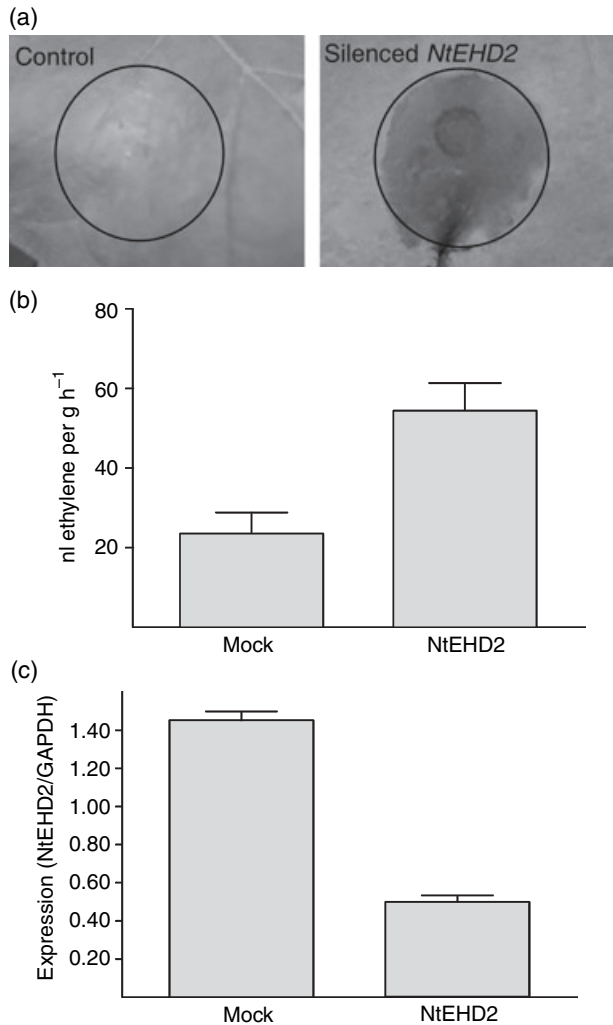 (a)
Control
Silenced NtEHD2
(b)
80
60
40
20
nl ethylene per g h⁻¹
Mock NtEHD2
(c)
1.40
1.20
1.00
0.80
0.60
0.40
0.20
Expression (NtEHD2/GAPDH)
Mock NtEHD2